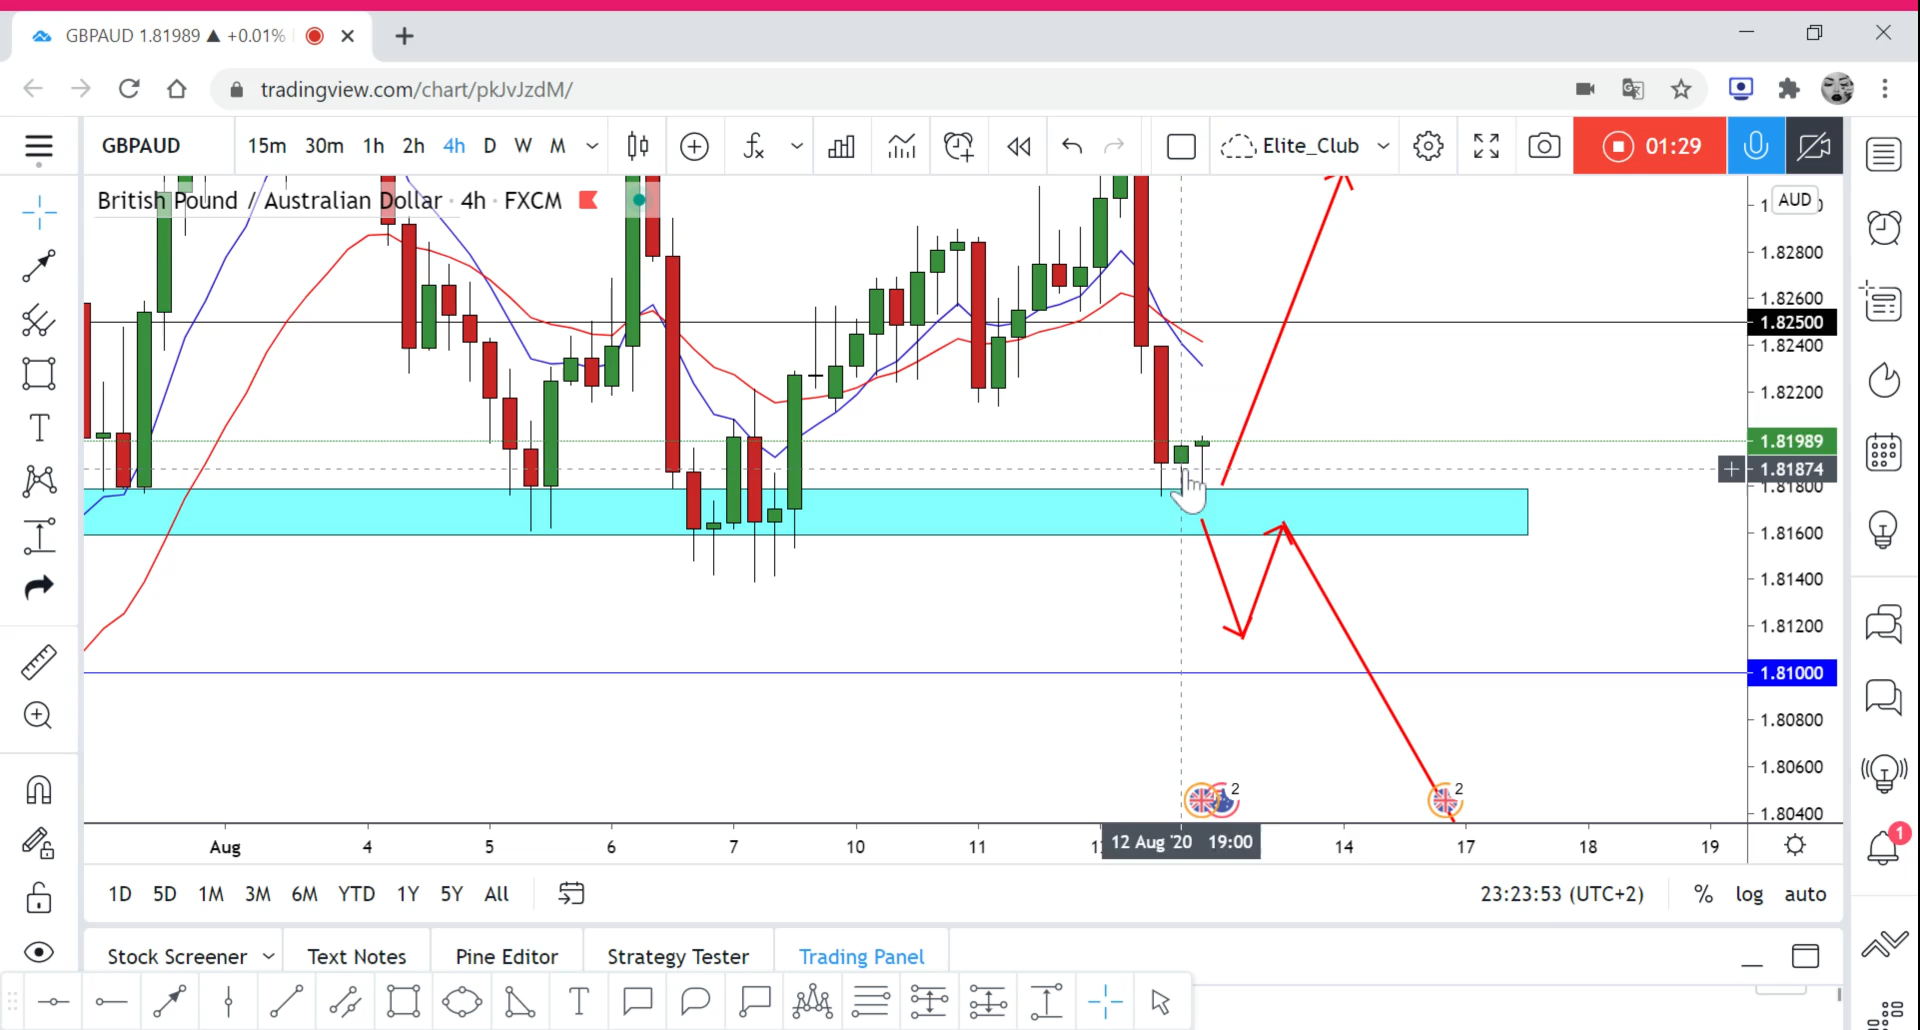 GBPAUD 1.81989 ▲ +0.01%
tradingview.com/chart/pkJvJzdM/
GBPAUD 15m 30m 1h 2h 4h D W M fx Elite_Club 01:29
British Pound / Australian Dollar · 4h · FXCM
AUD
1.82800
1.82600
1.82500
1.82400
1.82200
1.81989
1.81874
1.81800
1.81600
1.81400
1.81200
1.81000
1.80800
1.80600
1.80400
2
2
Aug 4 5 6 7 10 11 12 Aug '20 19:00 14 17 18 19
1
1D 5D 1M 3M 6M YTD 1Y 5Y All 23:23:53 (UTC+2) % log auto
Stock Screener Text Notes Pine Editor Strategy Tester Trading Panel